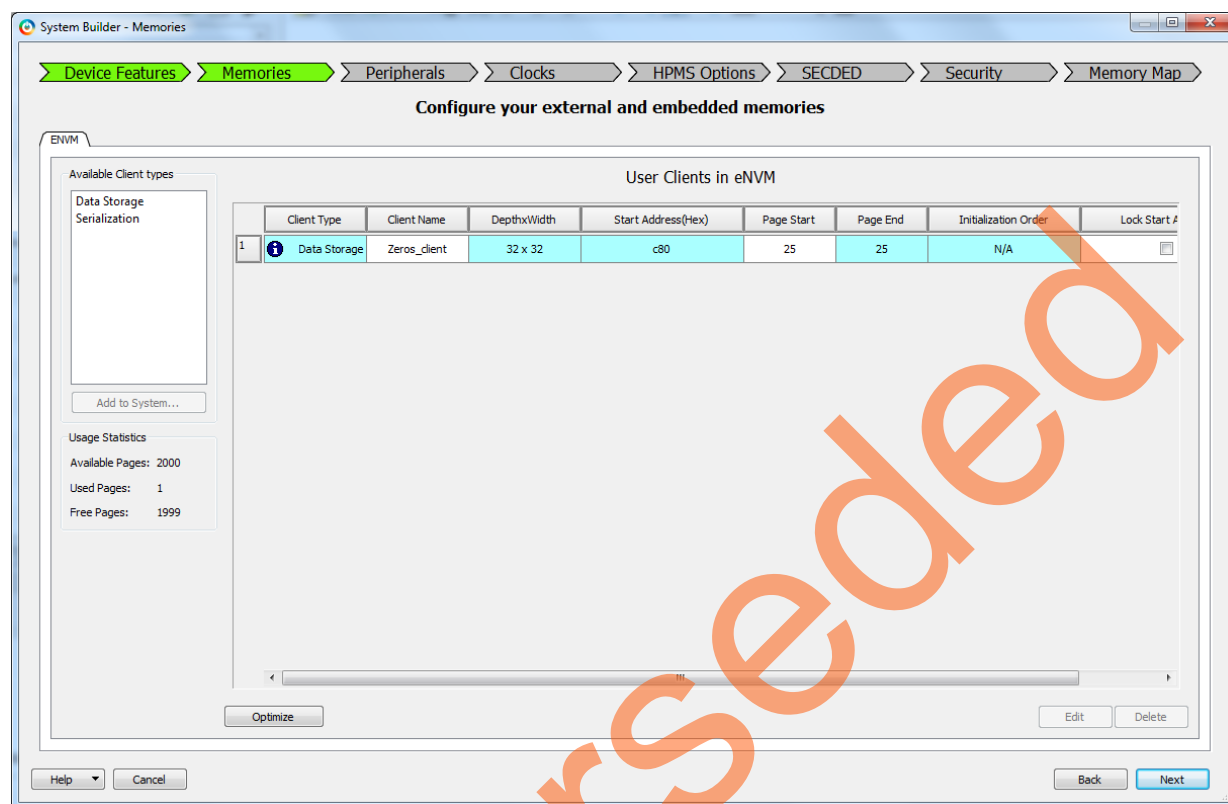 System Builder - Memories
Device Features Memories Peripherals Clocks HPMS Options SECDED Security Memory Map
Configure your external and embedded memories
ENVM
Available Client types
Data Storage
Serialization
Add to System...
Usage Statistics
Available Pages: 2000
Used Pages: 1
Free Pages: 1999
User Clients in eNVM
Client Type Client Name DepthxWidth Start Address(Hex) Page Start Page End Initialization Order Lock Start A
1 Data Storage Zeros_client 32 x 32 c80 25 25 N/A
Optimize Edit Delete
Help Cancel Back Next
rseded